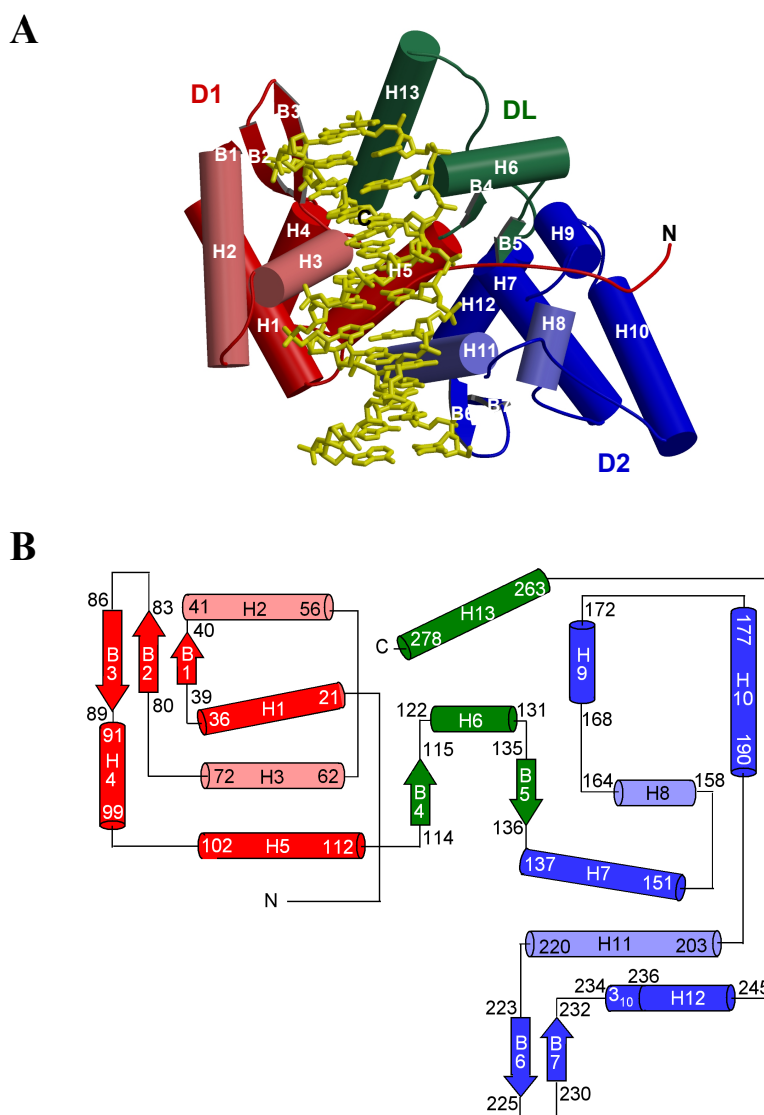 A
D1
DL
D2
H13
B3
B1
B2
H6
B4
C
H2
H4
H3
H5
B5
H9
N
H7
H12
H1
H8
H10
H11
B6
B7
B
86
83
41
H2
56
40
B3
B2
B1
89
80
39
36
H1
21
91
H4
99
72
H3
62
102
H5
112
N
263
H13
278
C
122
H6
131
115
135
B4
B5
114
136
137
H7
151
172
H9
168
177
H10
190
164
H8
158
220
H11
203
234
236
245
3₁₀
H12
223
232
B6
B7
225
230